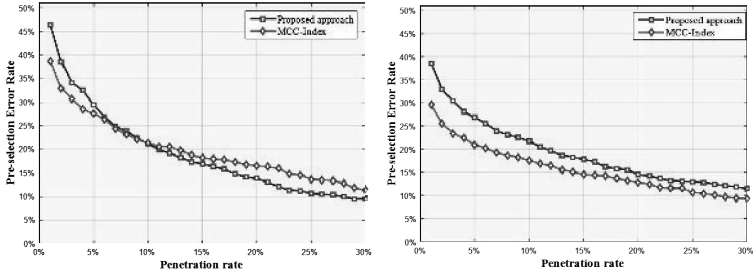 50%
45%
40%
35%
30%
25%
20%
15%
10%
5%
0%
Pre-selection Error Rate
Proposed approach
MCC-Index
0% 5% 10% 15% 20% 25% 30%
Penetration rate
50%
45%
40%
35%
30%
25%
20%
15%
10%
5%
0%
Pre-selection Error Rate
Proposed approach
MCC-Index
0% 5% 10% 15% 20% 25% 30%
Penetration rate